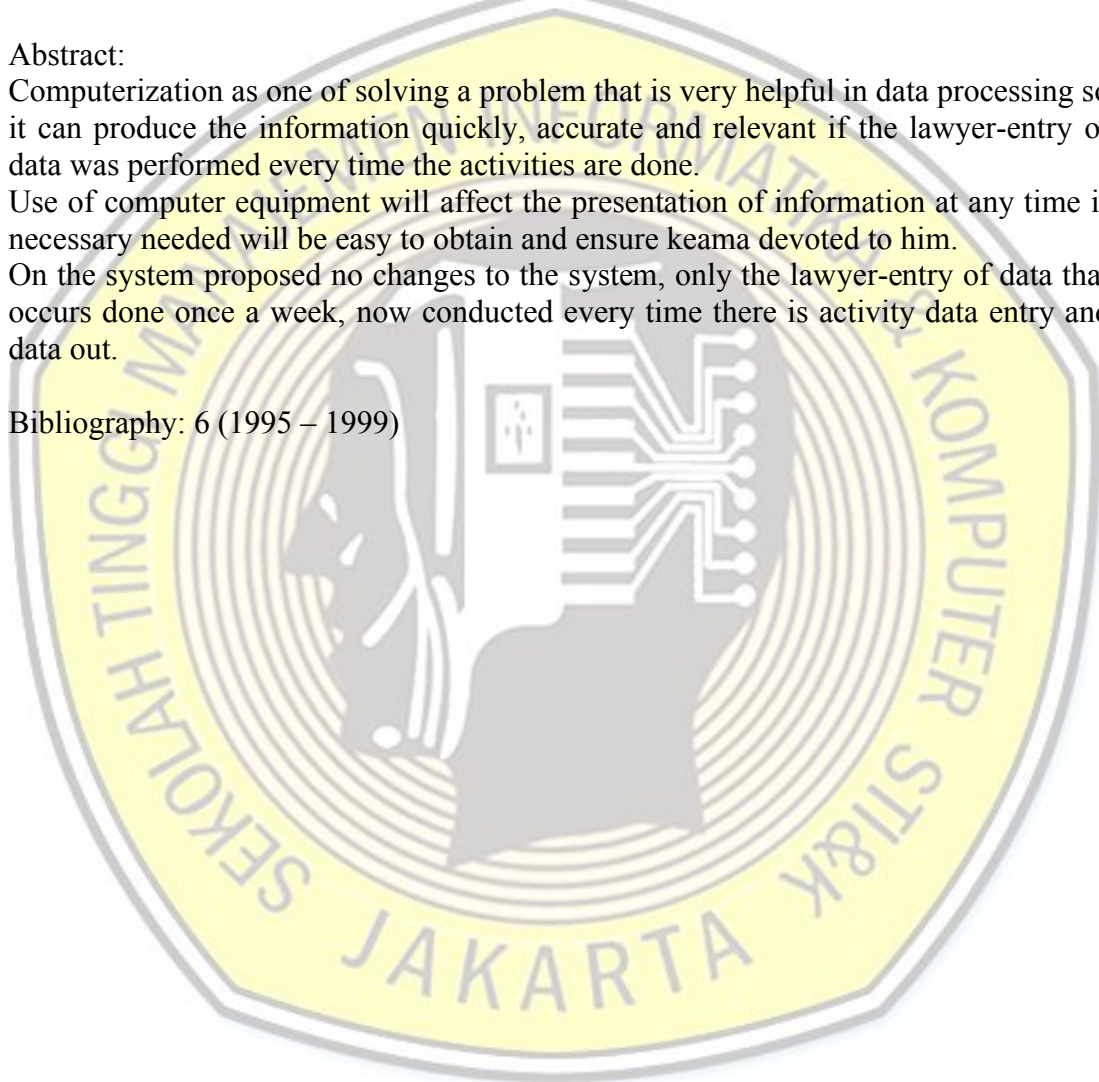 Abstract:
Computerization as one of solving a problem that is very helpful in data processing so
it can produce the information quickly, accurate and relevant if the lawyer-entry o
data was performed every time the activities are done.
Use of computer equipment will affect the presentation of information at any time i
necessary needed will be easy to obtain and ensure keama devoted to him.
On the system proposed no changes to the system, only the lawyer-entry of data tha
occurs done once a week, now conducted every time there is activity data entry and
data out.
Bibliography: 6 (1995 – 1999)
SEKOLAH TINGGI MANAJEMEN INFORMATIKA & KOMPUTER STI&K
JAKARTA